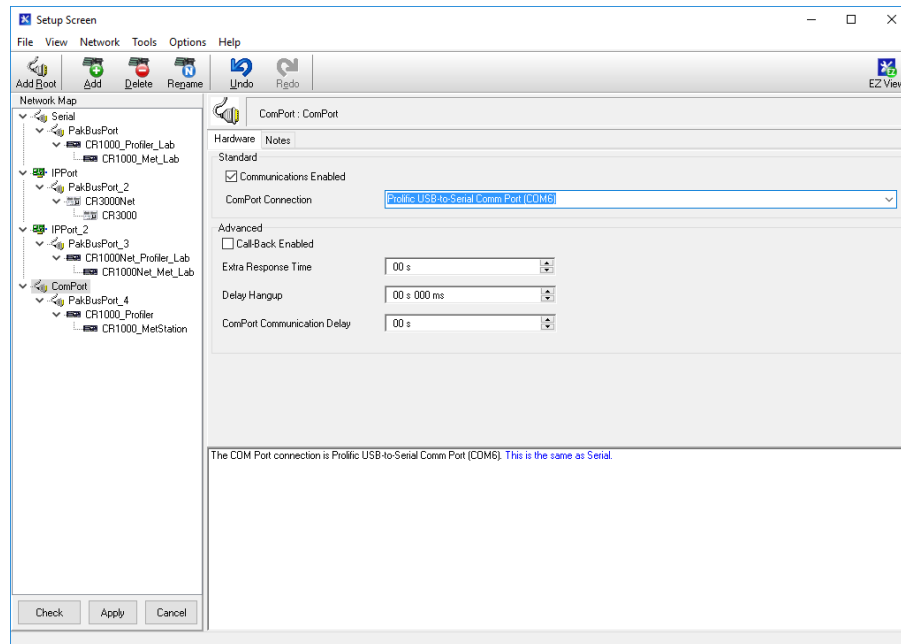 Setup Screen
File View Network Tools Options Help
Add Root Add Delete Rename Undo Redo EZ View
Network Map
Serial
PakBusPort
CR1000_Profiler_Lab
CR1000_Met_Lab
IPPort
PakBusPort_2
CR3000Net
CR3000
IPPort_2
PakBusPort_3
CR1000Net_Profiler_Lab
CR1000Net_Met_Lab
ComPort
PakBusPort_4
CR1000_Profiler
CR1000_MetStation
Check Apply Cancel
ComPort : ComPort
Hardware Notes
Standard
Communications Enabled
ComPort Connection Prolific USB-to-Serial Comm Port (COM6)
Advanced
Call-Back Enabled
Extra Response Time 00 s
Delay Hangup 00 s 000 ms
ComPort Communication Delay 00 s
The COM Port connection is Prolific USB-to-Serial Comm Port (COM6). This is the same as Serial.